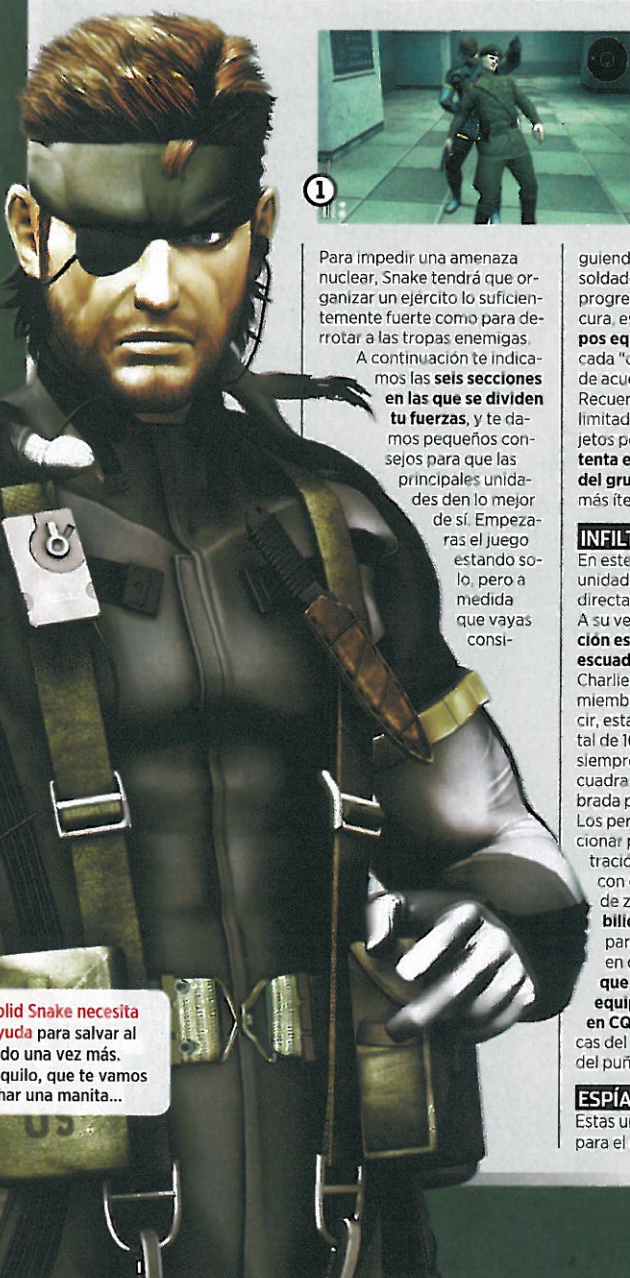 1
Para impedir una amenaza
nuclear, Snake tendrá que or-
ganizar un ejército lo suficien-
temente fuerte como para de-
rrotar a las tropas enemigas.
A continuación te indica-
mos las seis secciones
en las que se dividen
tu fuerzas, y te da-
mos pequeños con-
sejos para que las
principales unida-
des den lo mejor
de sí. Empeza-
ras el juego
estando so-
lo, pero a
medida
que vayas
consi-
guiend
soldad
progre
cura, es
pos eq
cada "c
de acue
Recuer
limitad
jetos p
tenta e
del gru
más íte
INFILT
En este
unidad
directa
A su ve
ción es
escuad
Charlie
miemb
cir, está
tal de 10
siempre
cuadra
brada p
Los per
cionar p
tració
con
de z
bilid
par
en c
que
equip
en CQ
cas del
del puñ
ESPÍA
Estas u
para el
olid Snake necesita
yuda para salvar al
do una vez más.
quilo, que te vamos
har una manita...
US